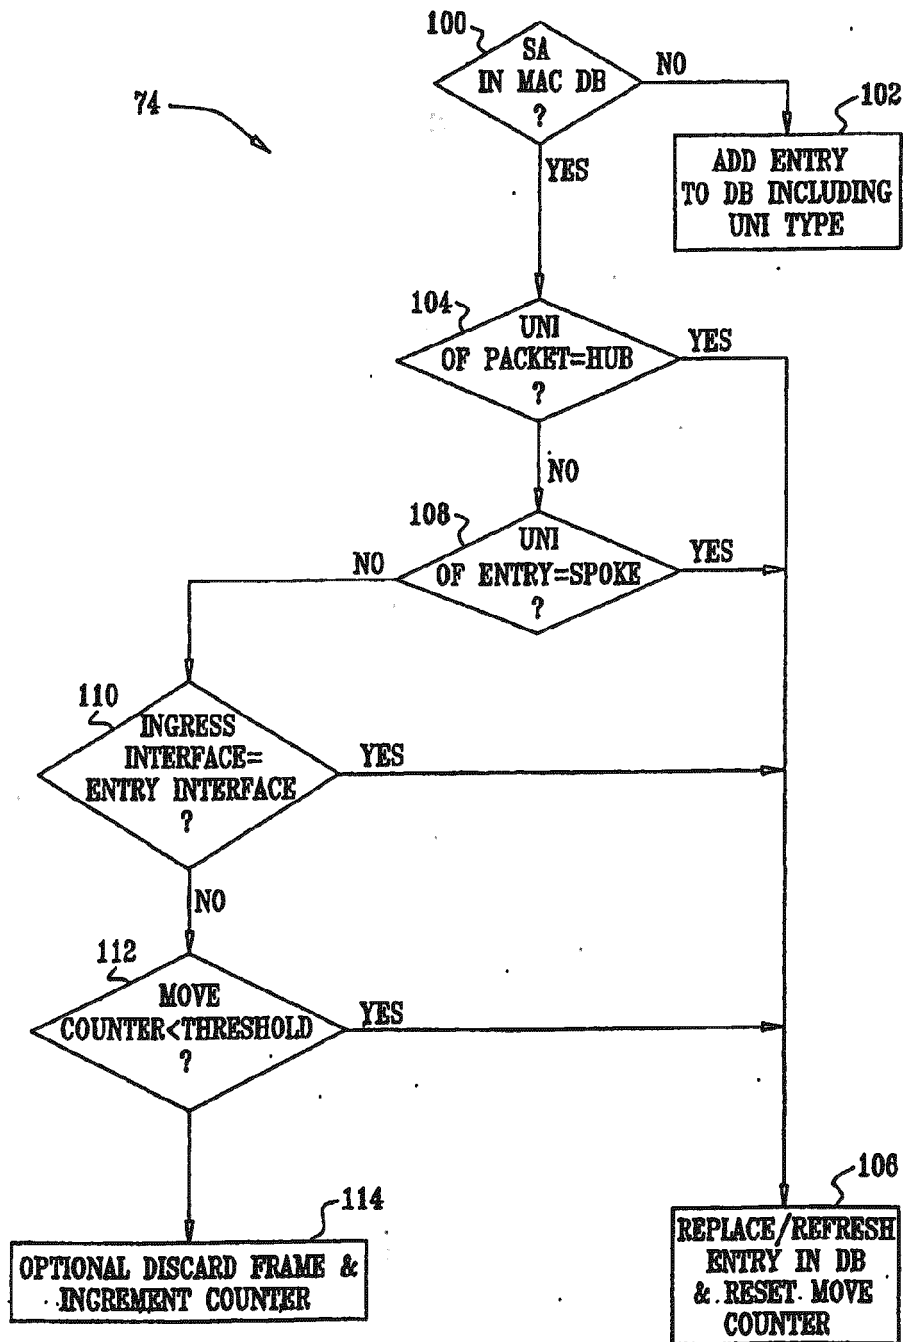 100
SA
IN MAC DB
?
NO
74
102
ADD ENTRY
TO DB INCLUDING
UNI TYPE
YES
104
UNI
OF PACKET=HUB
?
YES
NO
108
UNI
OF ENTRY=SPOKE
?
YES
NO
110
INGRESS
INTERFACE=
ENTRY INTERFACE
?
YES
NO
112
MOVE
COUNTER<THRESHOLD
?
YES
114
OPTIONAL DISCARD FRAME &
INCREMENT COUNTER
106
REPLACE/REFRESH
ENTRY IN DB
& RESET MOVE
COUNTER